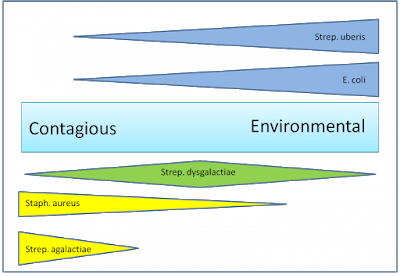 Strep. uberis
E. coli
Contagious
Environmental
Strep. dysgalactiae
Staph. aureus
Strep. agalactiae